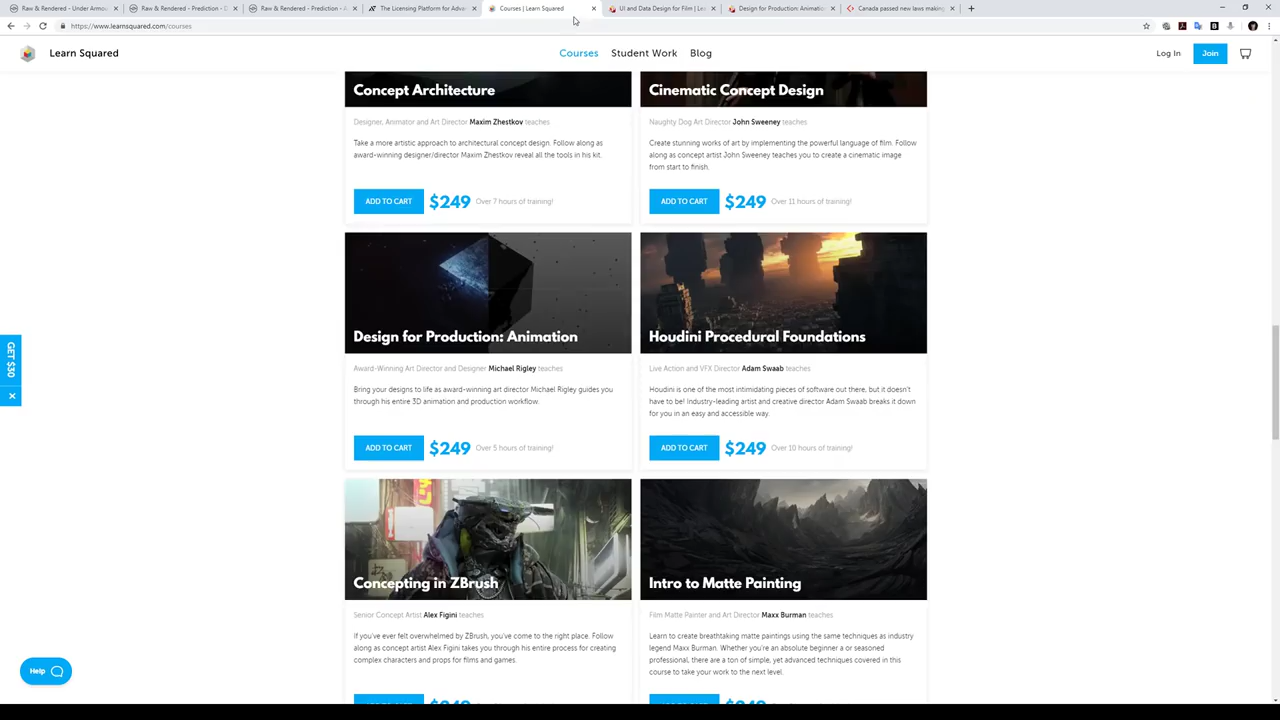 Raw & Rendered - Under Armou
Raw & Rendered - Prediction - D
Raw & Rendered - Prediction - A
The Licensing Platform for Advan
Courses | Learn Squared
UI and Data Design for Film | Lea
Design for Production: Animation
Canada passed new laws making
https://www.learnsquared.com/courses
Learn Squared
Courses
Student Work
Blog
Log In
Join
Concept Architecture
Designer, Animator and Art Director Maxim Zhestkov teaches
Take a more artistic approach to architectural concept design. Follow along as
award-winning designer/director Maxim Zhestkov reveal all the tools in his kit.
ADD TO CART $249 Over 7 hours of training!
Cinematic Concept Design
Naughty Dog Art Director John Sweeney teaches
Create stunning works of art by implementing the powerful language of film. Follow
along as concept artist John Sweeney teaches you to create a cinematic image
from start to finish.
ADD TO CART $249 Over 11 hours of training!
Design for Production: Animation
Award-Winning Art Director and Designer Michael Rigley teaches
Bring your designs to life as award-winning art director Michael Rigley guides you
through his entire 3D animation and production workflow.
ADD TO CART $249 Over 5 hours of training!
Houdini Procedural Foundations
Live Action and VFX Director Adam Swaab teaches
Houdini is one of the most intimidating pieces of software out there, but it doesn't
have to be! Industry-leading artist and creative director Adam Swaab breaks it down
for you in an easy and accessible way.
ADD TO CART $249 Over 10 hours of training!
GET $30
Concepting in ZBrush
Senior Concept Artist Alex Figini teaches
If you've ever felt overwhelmed by ZBrush, you've come to the right place. Follow
along as concept artist Alex Figini takes you through his entire process for creating
complex characters and props for films and games.
Intro to Matte Painting
Film Matte Painter and Art Director Maxx Burman teaches
Learn to create breathtaking matte paintings using the same techniques as industry
legend Maxx Burman. Whether you're an absolute beginner or a seasoned
professional, there are a ton of simple, yet advanced techniques covered in this
course to take your work to the next level.
Help